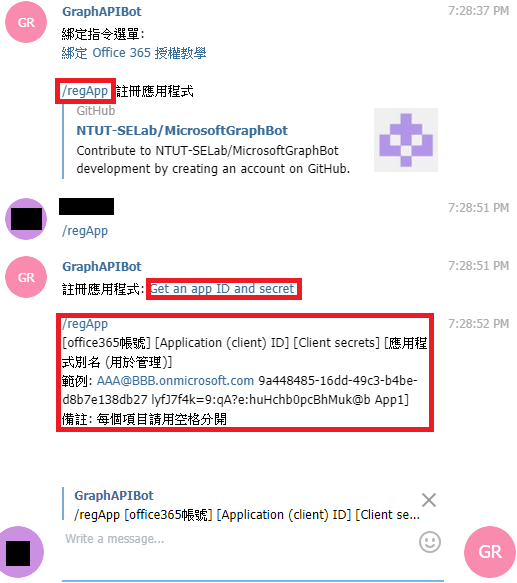 GR
GraphAPIBot
7:28:37 PM
綁定指令選單:
綁定 Office 365 授權教學
/regApp 註冊應用程式
GitHub
NTUT-SELab/MicrosoftGraphBot
Contribute to NTUT-SELab/MicrosoftGraphBot
development by creating an account on GitHub.
7:28:51 PM
/regApp
GR
GraphAPIBot
7:28:51 PM
註冊應用程式: Get an app ID and secret
/regApp
7:28:52 PM
[office365帳號] [Application (client) ID] [Client secrets] [應用程
式別名 (用於管理)]
範例: AAA@BBB.onmicrosoft.com 9a448485-16dd-49c3-b4be-
d8b7e138db27 lyfJ7f4k=9:qA?e:huHchb0pcBhMuk@b App1]
備註: 每個項目請用空格分開
GraphAPIBot
/regApp [office365帳號] [Application (client) ID] [Client se...
Write a message...
GR